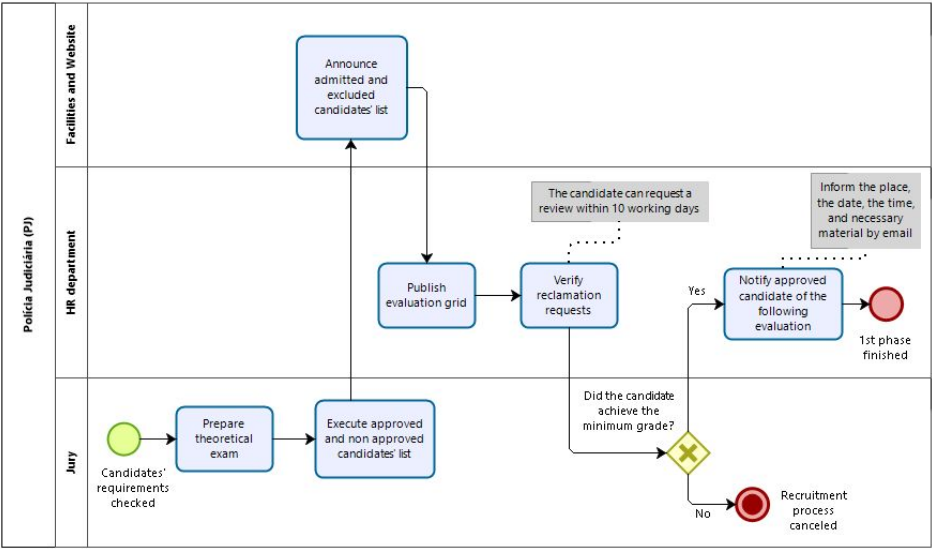 Polícia Judiciária (PJ)
Facilities and Website
Announce
admitted and
excluded
candidates' list
HR department
The candidate can request a
review within 10 working days
Inform the place,
the date, the time,
and necessary
material by email
Publish
evaluation grid
Verify
reclamation
requests
Yes
Notify approved
candidate of the
following
evaluation
1st phase
finished
Jury
Candidates'
requirements
checked
Prepare
theoretical
exam
Execute approved
and non approved
candidates' list
Did the candidate
achieve the
minimum grade?
No
Recruitment
process
canceled